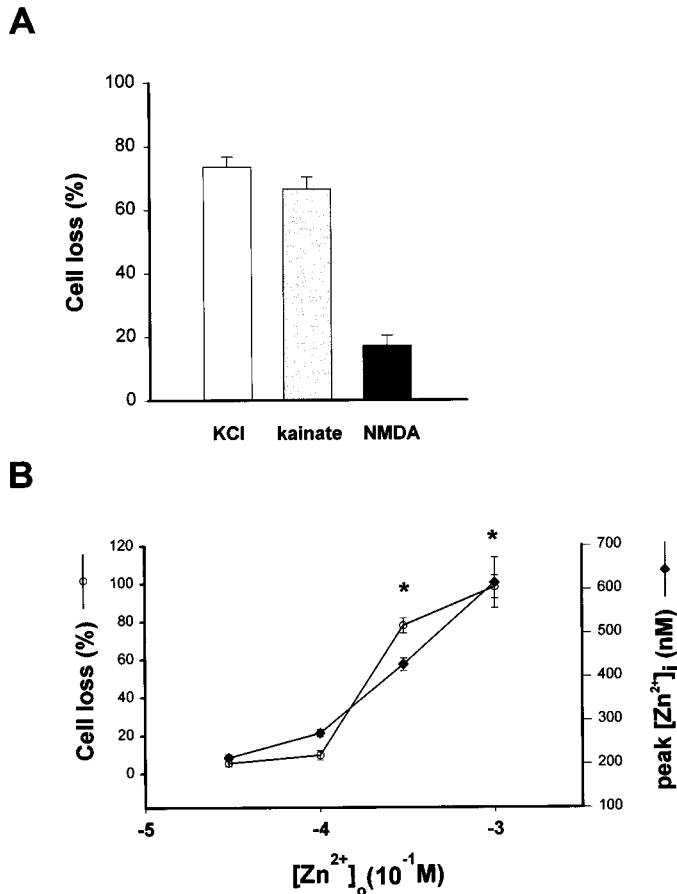 A
100
80
60
40
20
0
Cell loss (%)
KCl kainate NMDA
B
120
100
80
60
40
20
0
Cell loss (%)
* *
700
600
500
400
300
200
100
peak [Zn²⁺]i (nM)
-5 -4 -3
[Zn²⁺]o (10⁻¹ M)